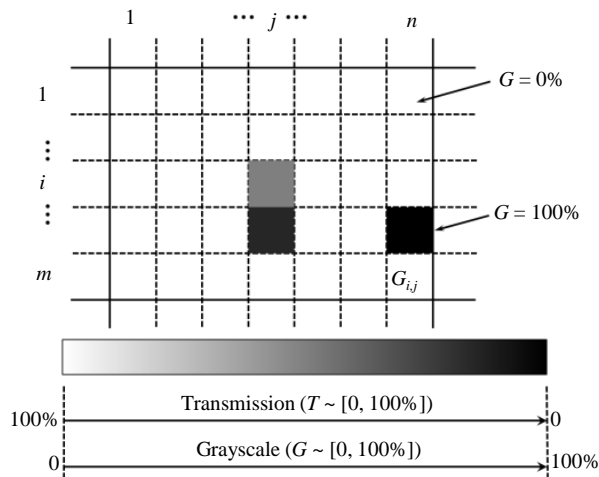 1 ··· j ··· n
1
G = 0%
⋮
i
⋮
G = 100%
m
G_{i,j}
Transmission (T ~ [0, 100%])
100%
0
Grayscale (G ~ [0, 100%])
0
100%